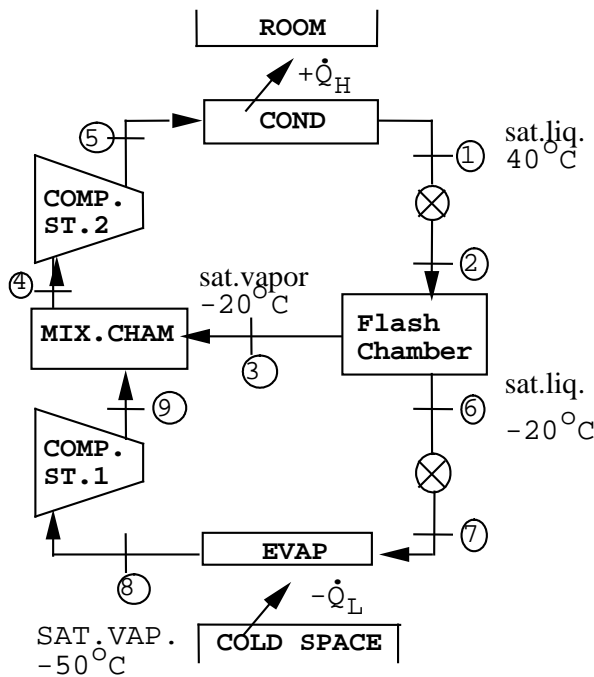 ROOM
+Q̇H
COND
5
1
sat.liq.
40°C
COMP.
ST.2
2
4
sat.vapor
-20°C
MIX.CHAM
Flash
Chamber
3
9
6
sat.liq.
-20°C
COMP.
ST.1
7
EVAP
8
-Q̇L
SAT.VAP.
-50°C
COLD SPACE